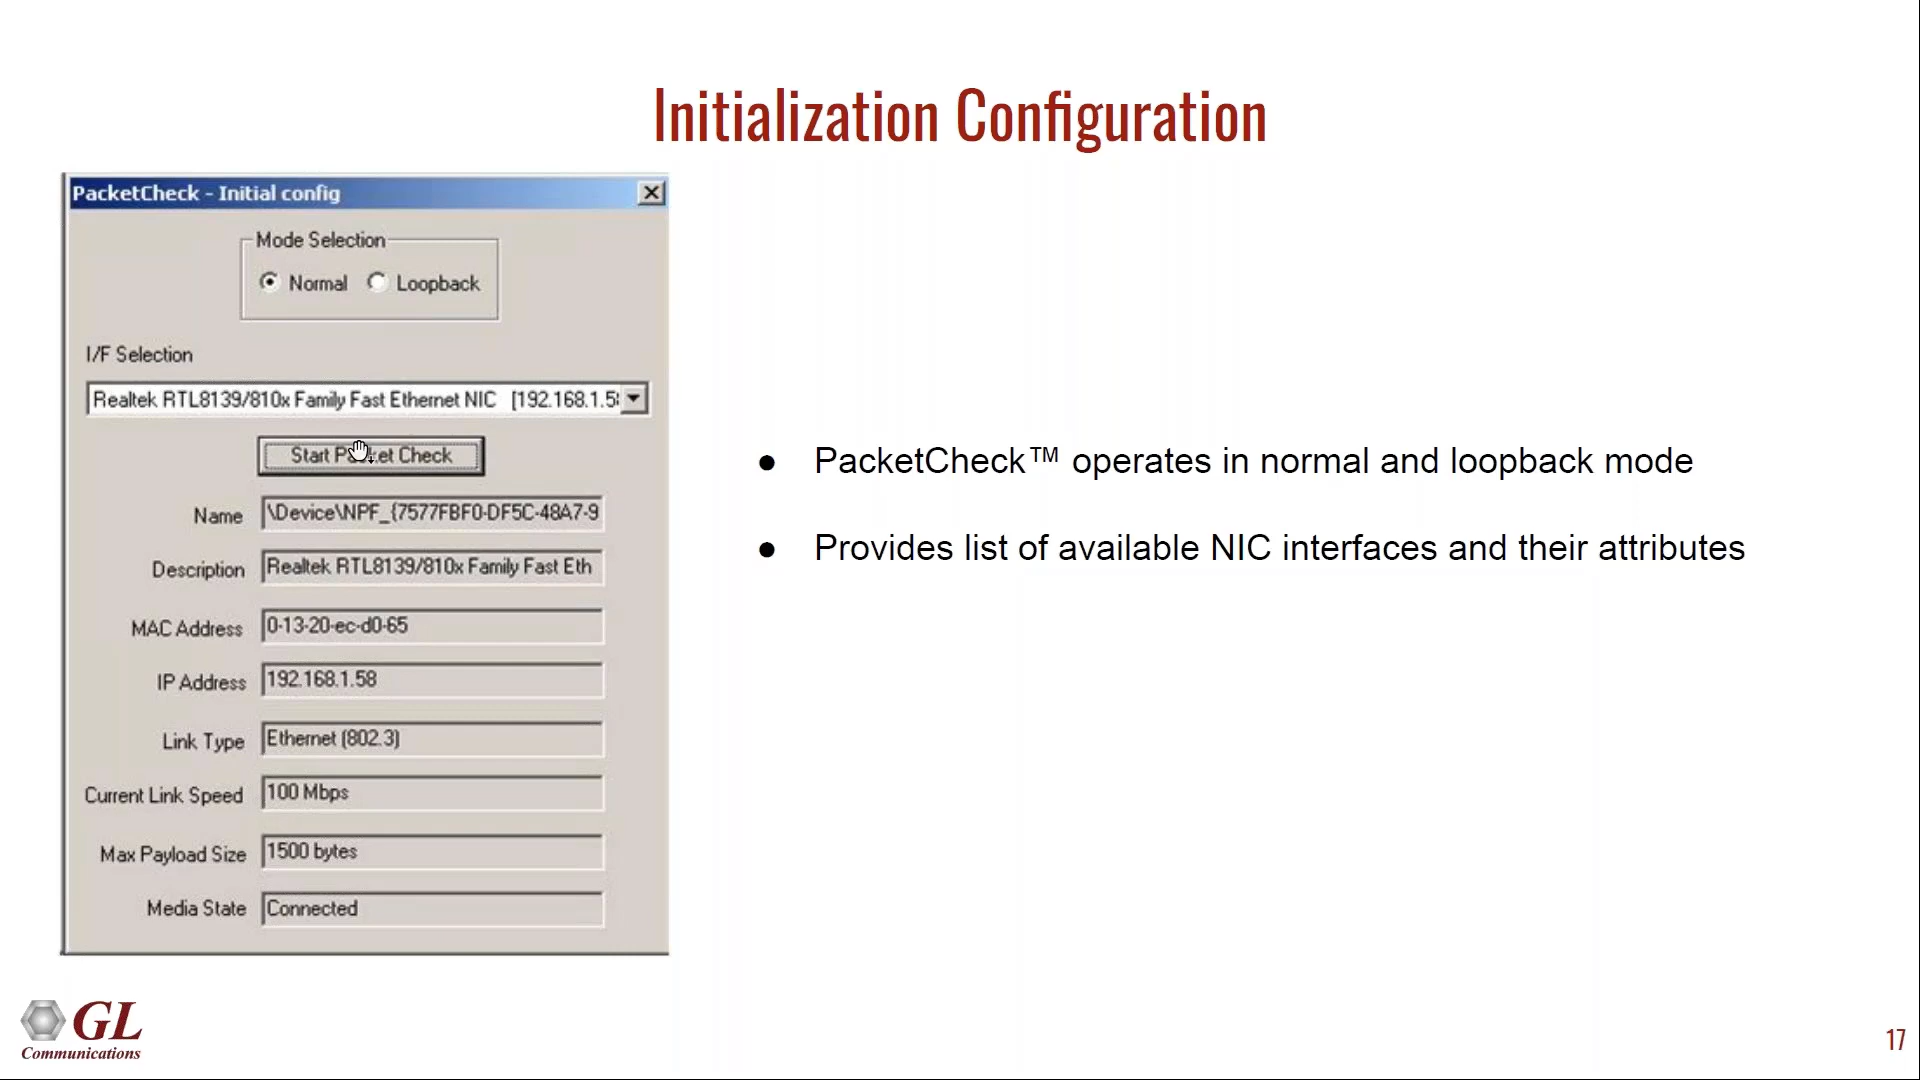 Initialization Configuration
PacketCheck - Initial config
Mode Selection
Normal Loopback
I/F Selection
Realtek RTL8139/810x Family Fast Ethernet NIC [192.168.1.5
Start Packet Check
Name \Device\NPF_{7577FBF0-DF5C-48A7-9
Description Realtek RTL8139/810x Family Fast Eth
MAC Address 0-13-20-ec-d0-65
IP Address 192.168.1.58
Link Type Ethernet (802.3)
Current Link Speed 100 Mbps
Max Payload Size 1500 bytes
Media State Connected
● PacketCheck™ operates in normal and loopback mode
● Provides list of available NIC interfaces and their attributes
GL
Communications
17